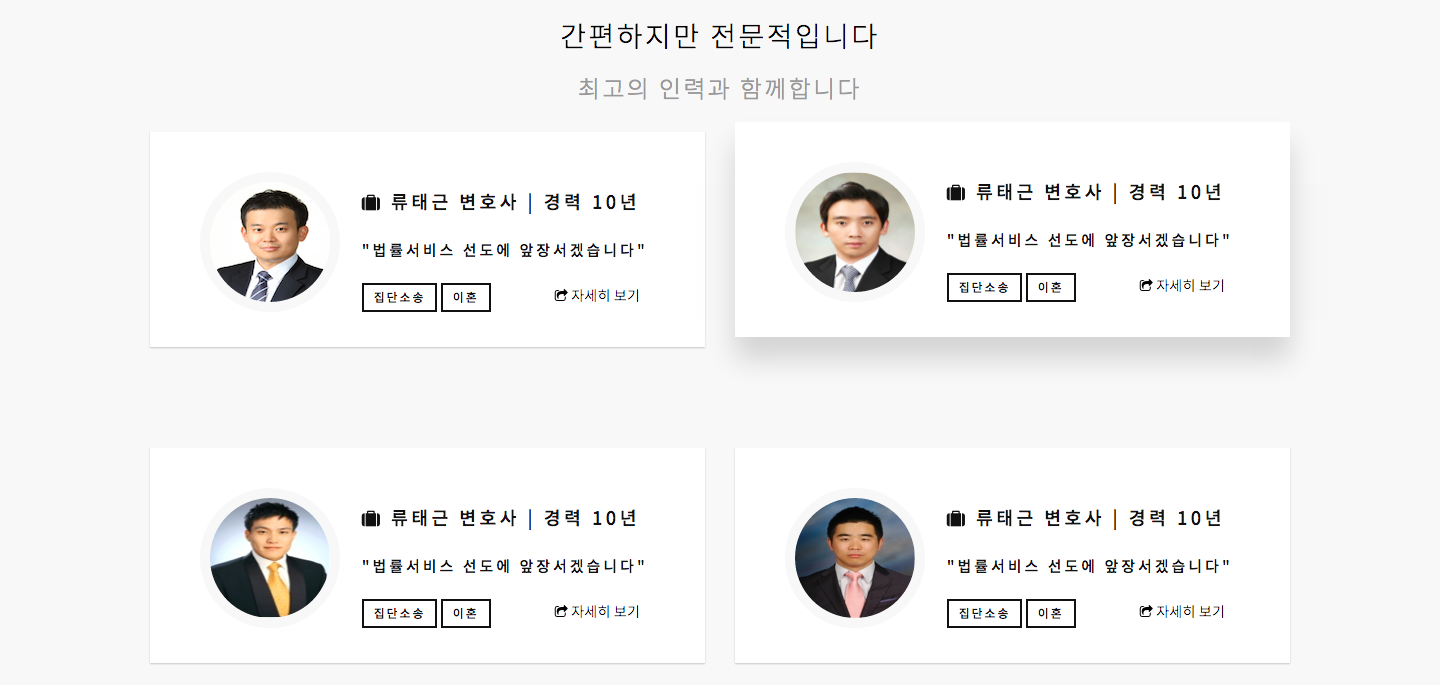 간편하지만 전문적입니다
최고의 인력과 함께합니다
류태근 변호사 | 경력 10년
"법률서비스 선도에 앞장서겠습니다"
집단소송 이혼 자세히 보기
류태근 변호사 | 경력 10년
"법률서비스 선도에 앞장서겠습니다"
집단소송 이혼 자세히 보기
류태근 변호사 | 경력 10년
"법률서비스 선도에 앞장서겠습니다"
집단소송 이혼 자세히 보기
류태근 변호사 | 경력 10년
"법률서비스 선도에 앞장서겠습니다"
집단소송 이혼 자세히 보기